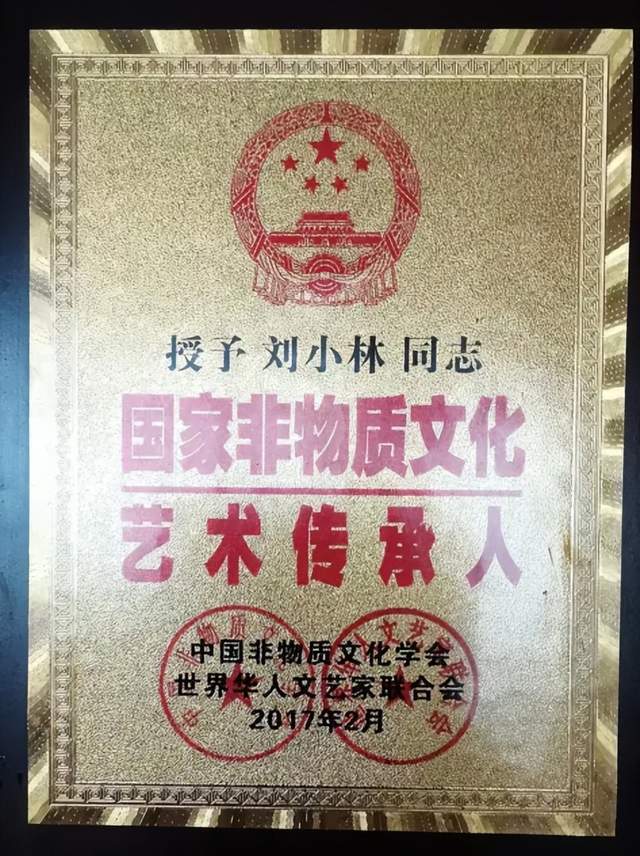 授予 刘小林 同志
国家非物质文化
艺术传承人
中国非物质文化学会
世界华人文艺家联合会
2017年2月